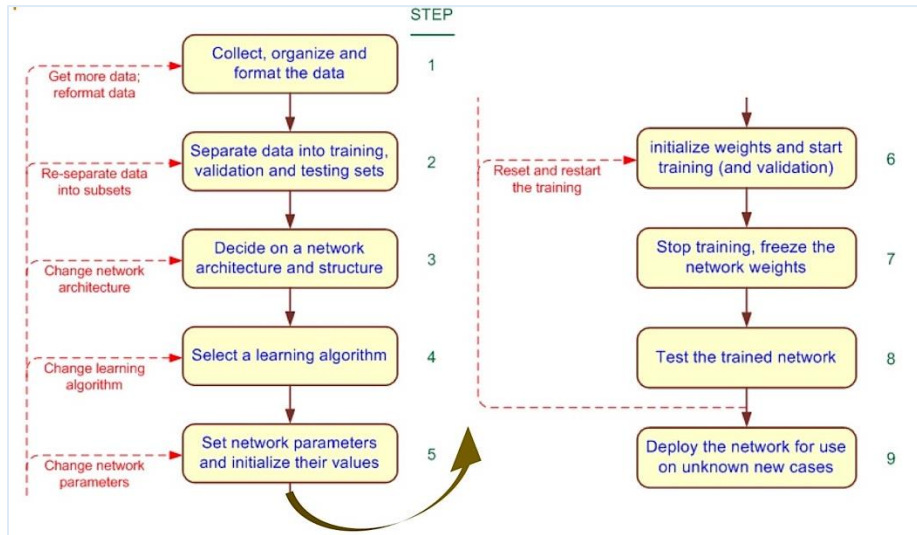 STEP
Collect, organize and
format the data
1
Get more data;
reformat data
Separate data into training,
validation and testing sets
2
Re-separate data
into subsets
Decide on a network
architecture and structure
3
Change network
architecture
Select a learning algorithm
4
Change learning
algorithm
Set network parameters
and initialize their values
5
Change network
parameters
initialize weights and start
training (and validation)
6
Reset and restart
the training
Stop training, freeze the
network weights
7
Test the trained network
8
Deploy the network for use
on unknown new cases
9